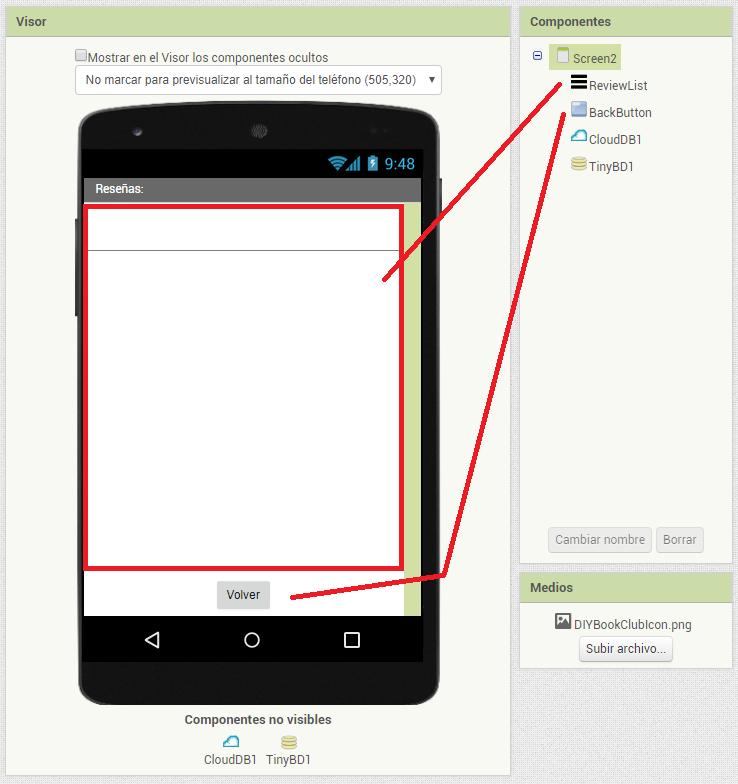 Visor
Mostrar en el Visor los componentes ocultos
No marcar para previsualizar al tamaño del teléfono (505,320)
9:48
Reseñas:
Volver
Componentes no visibles
CloudDB1 TinyBD1
Componentes
Screen2
ReviewList
BackButton
CloudDB1
TinyBD1
Cambiar nombre Borrar
Medios
DIYBookClubIcon.png
Subir archivo...